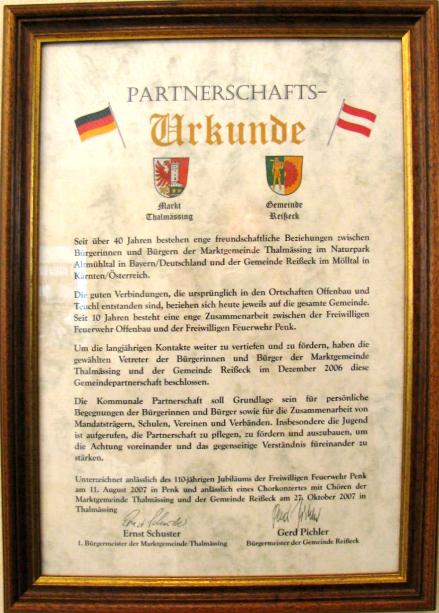 PARTNERSCHAFTS-
Urkunde
Markt
Thalmässing
Gemeinde
Reißeck
Seit über 40 Jahren bestehen enge freundschaftliche Beziehungen zwischen
Bürgerinnen und Bürgern der Marktgemeinde Thalmässing im Naturpark
Altmühltal in Bayern/Deutschland und der Gemeinde Reißeck im Mölltal in
Kärnten/Österreich.
Die guten Verbindungen, die ursprünglich in den Ortschaften Offenbau und
Teuchl entstanden sind, beziehen sich heute jeweils auf die gesamte Gemeinde.
Seit 10 Jahren besteht eine enge Zusammenarbeit zwischen der Freiwilligen
Feuerwehr Offenbau und der Freiwilligen Feuerwehr Penk.
Um die langjährigen Kontakte weiter zu vertiefen und zu fördern, haben die
gewählten Vetreter der Bürgerinnen und Bürger der Marktgemeinde
Thalmässing und der Gemeinde Reißeck im Dezember 2006 diese
Gemeindepartnerschaft beschlossen.
Die Kommunale Partnerschaft soll Grundlage sein für persönliche
Begegnungen der Bürgerinnen und Bürger sowie für die Zusammenarbeit von
Mandatsträgern, Schulen, Vereinen und Verbänden. Insbesondere die Jugend
ist aufgerufen, die Partnerschaft zu pflegen, zu fördern und auszubauen, um
die Achtung voreinander und das gegenseitige Verständnis füreinander zu
stärken.
Unterzeichnet anlässlich des 110-jährigen Jubiläums der Freiwilligen Feuerwehr Penk
am 11. August 2007 in Penk und anlässlich eines Chorkonzertes mit Chören der
Marktgemeinde Thalmässing und der Gemeinde Reißeck am 27. Oktober 2007 in
Thalmässing
Ernst Schuster
Gerd Pichler
Ernst Schuster
Gerd Pichler
1. Bürgermeister der Marktgemeinde Thalmässing
Bürgermeister der Gemeinde Reißeck